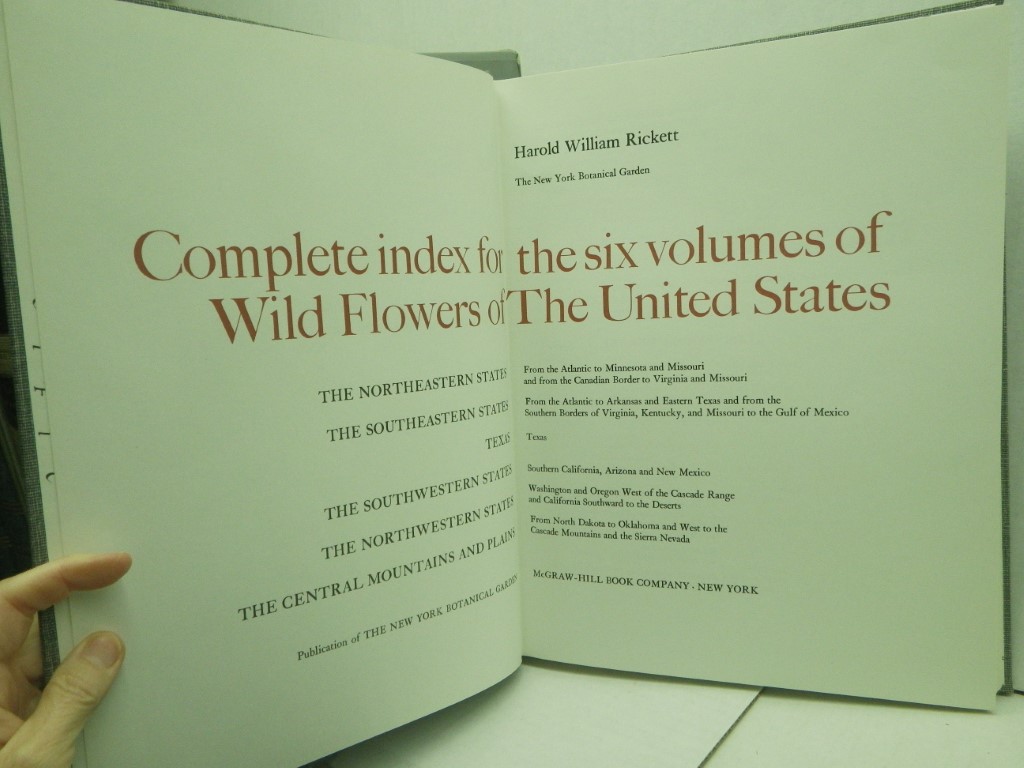 Harold William Rickett
The New York Botanical Garden
Complete index for the six volumes of
Wild Flowers of The United States
THE NORTHEASTERN STATES
From the Atlantic to Minnesota and Missouri
and from the Canadian Border to Virginia and Missouri
THE SOUTHEASTERN STATES
From the Atlantic to Arkansas and Eastern Texas and from the
Southern Borders of Virginia, Kentucky, and Missouri to the Gulf of Mexico
TEXAS
Texas
THE SOUTHWESTERN STATES
Southern California, Arizona and New Mexico
THE NORTHWESTERN STATES
Washington and Oregon West of the Cascade Range
and California Southward to the Deserts
THE CENTRAL MOUNTAINS AND PLAINS
From North Dakota to Oklahoma and West to the
Cascade Mountains and the Sierra Nevada
Publication of THE NEW YORK BOTANICAL GARDEN
McGRAW-HILL BOOK COMPANY · NEW YORK